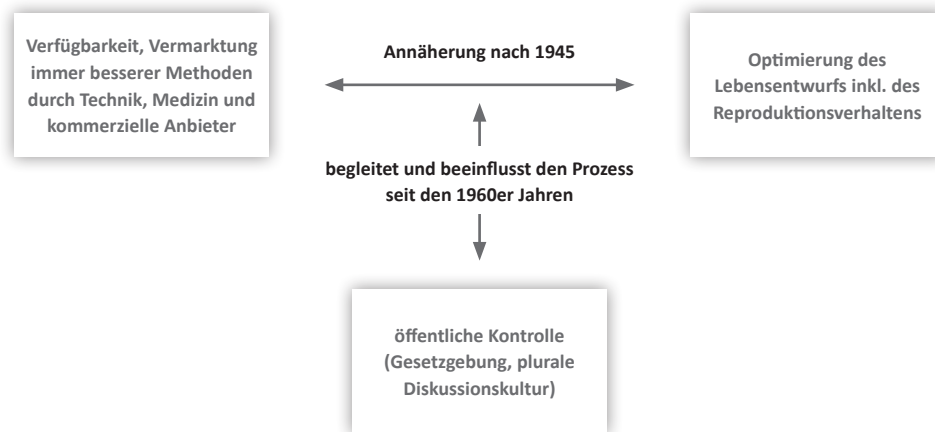 Verfügbarkeit, Vermarktung
immer besserer Methoden
durch Technik, Medizin und
kommerzielle Anbieter
Annäherung nach 1945
Optimierung des
Lebensentwurfs inkl. des
Reproduktionsverhaltens
begleitet und beeinflusst den Prozess
seit den 1960er Jahren
öffentliche Kontrolle
(Gesetzgebung, plurale
Diskussionskultur)